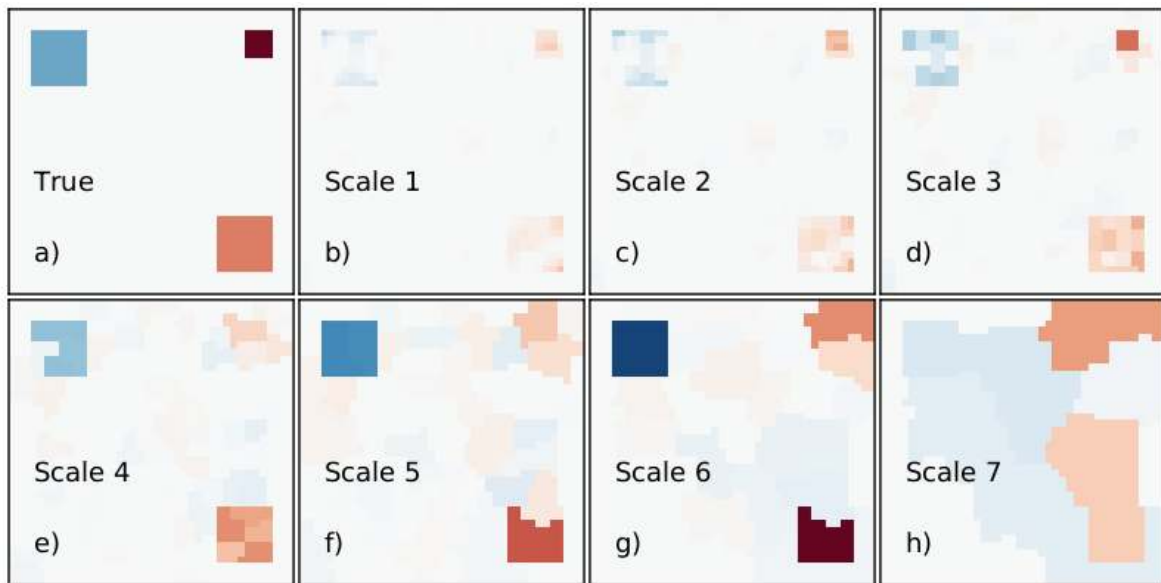 True
a)
Scale 1
b)
Scale 2
c)
Scale 3
d)
Scale 4
e)
Scale 5
f)
Scale 6
g)
Scale 7
h)